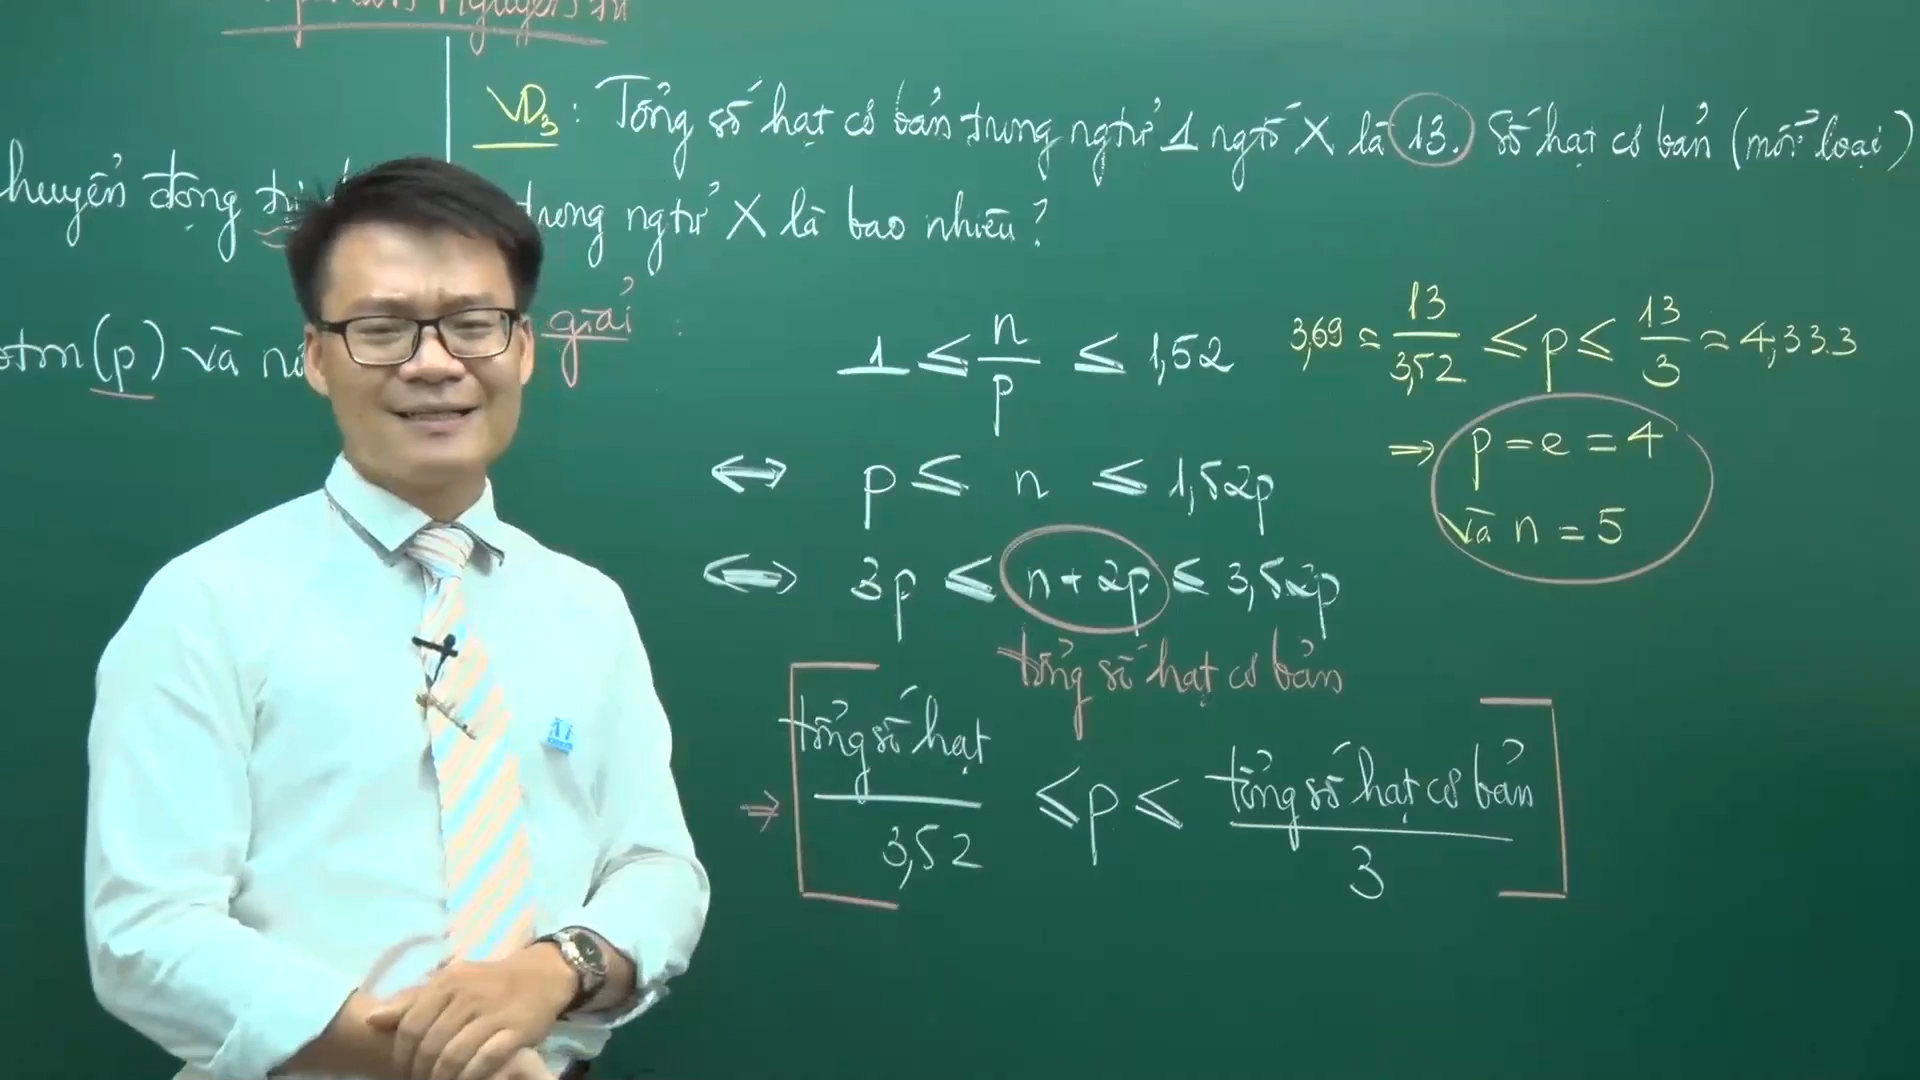 VD3: Tổng số hạt cơ bản trong ngtử 1 ngtố X là 13. Số hạt cơ bản (mỗi loại)
trong ngtử X là bao nhiêu?
huyển động
giải :
(p) và
1 ≤ n/p ≤ 1,52
⟺ p ≤ n ≤ 1,52p
⟺ 3p ≤ n+2p ≤ 3,52p
tổng số hạt cơ bản
⇒ [ tổng số hạt/3,52 ≤ p ≤ tổng số hạt cơ bản/3 ]
3,69 = 13/3,52 ≤ p ≤ 13/3 = 4,33.3
⇒ p = e = 4
và n = 5